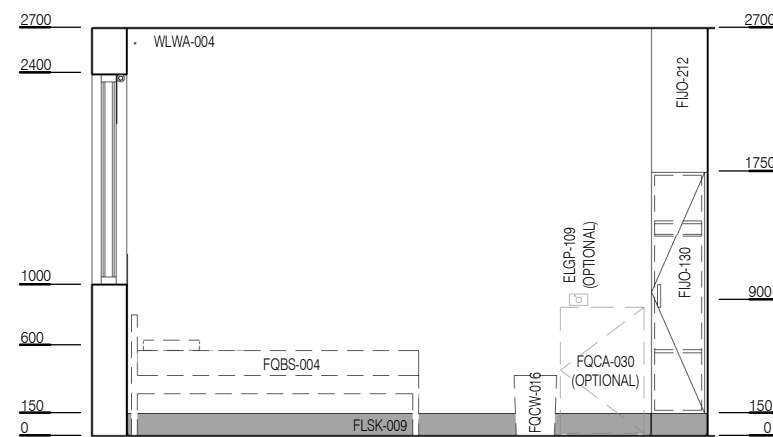 2700
2700
WLWA-004
2400
FIJO-212
1750
ELGP-109
(OPTIONAL)
1000
FIJO-130
900
600
FQBS-004
FQCW-016
FQCA-030
(OPTIONAL)
150
150
FLSK-009
0
0